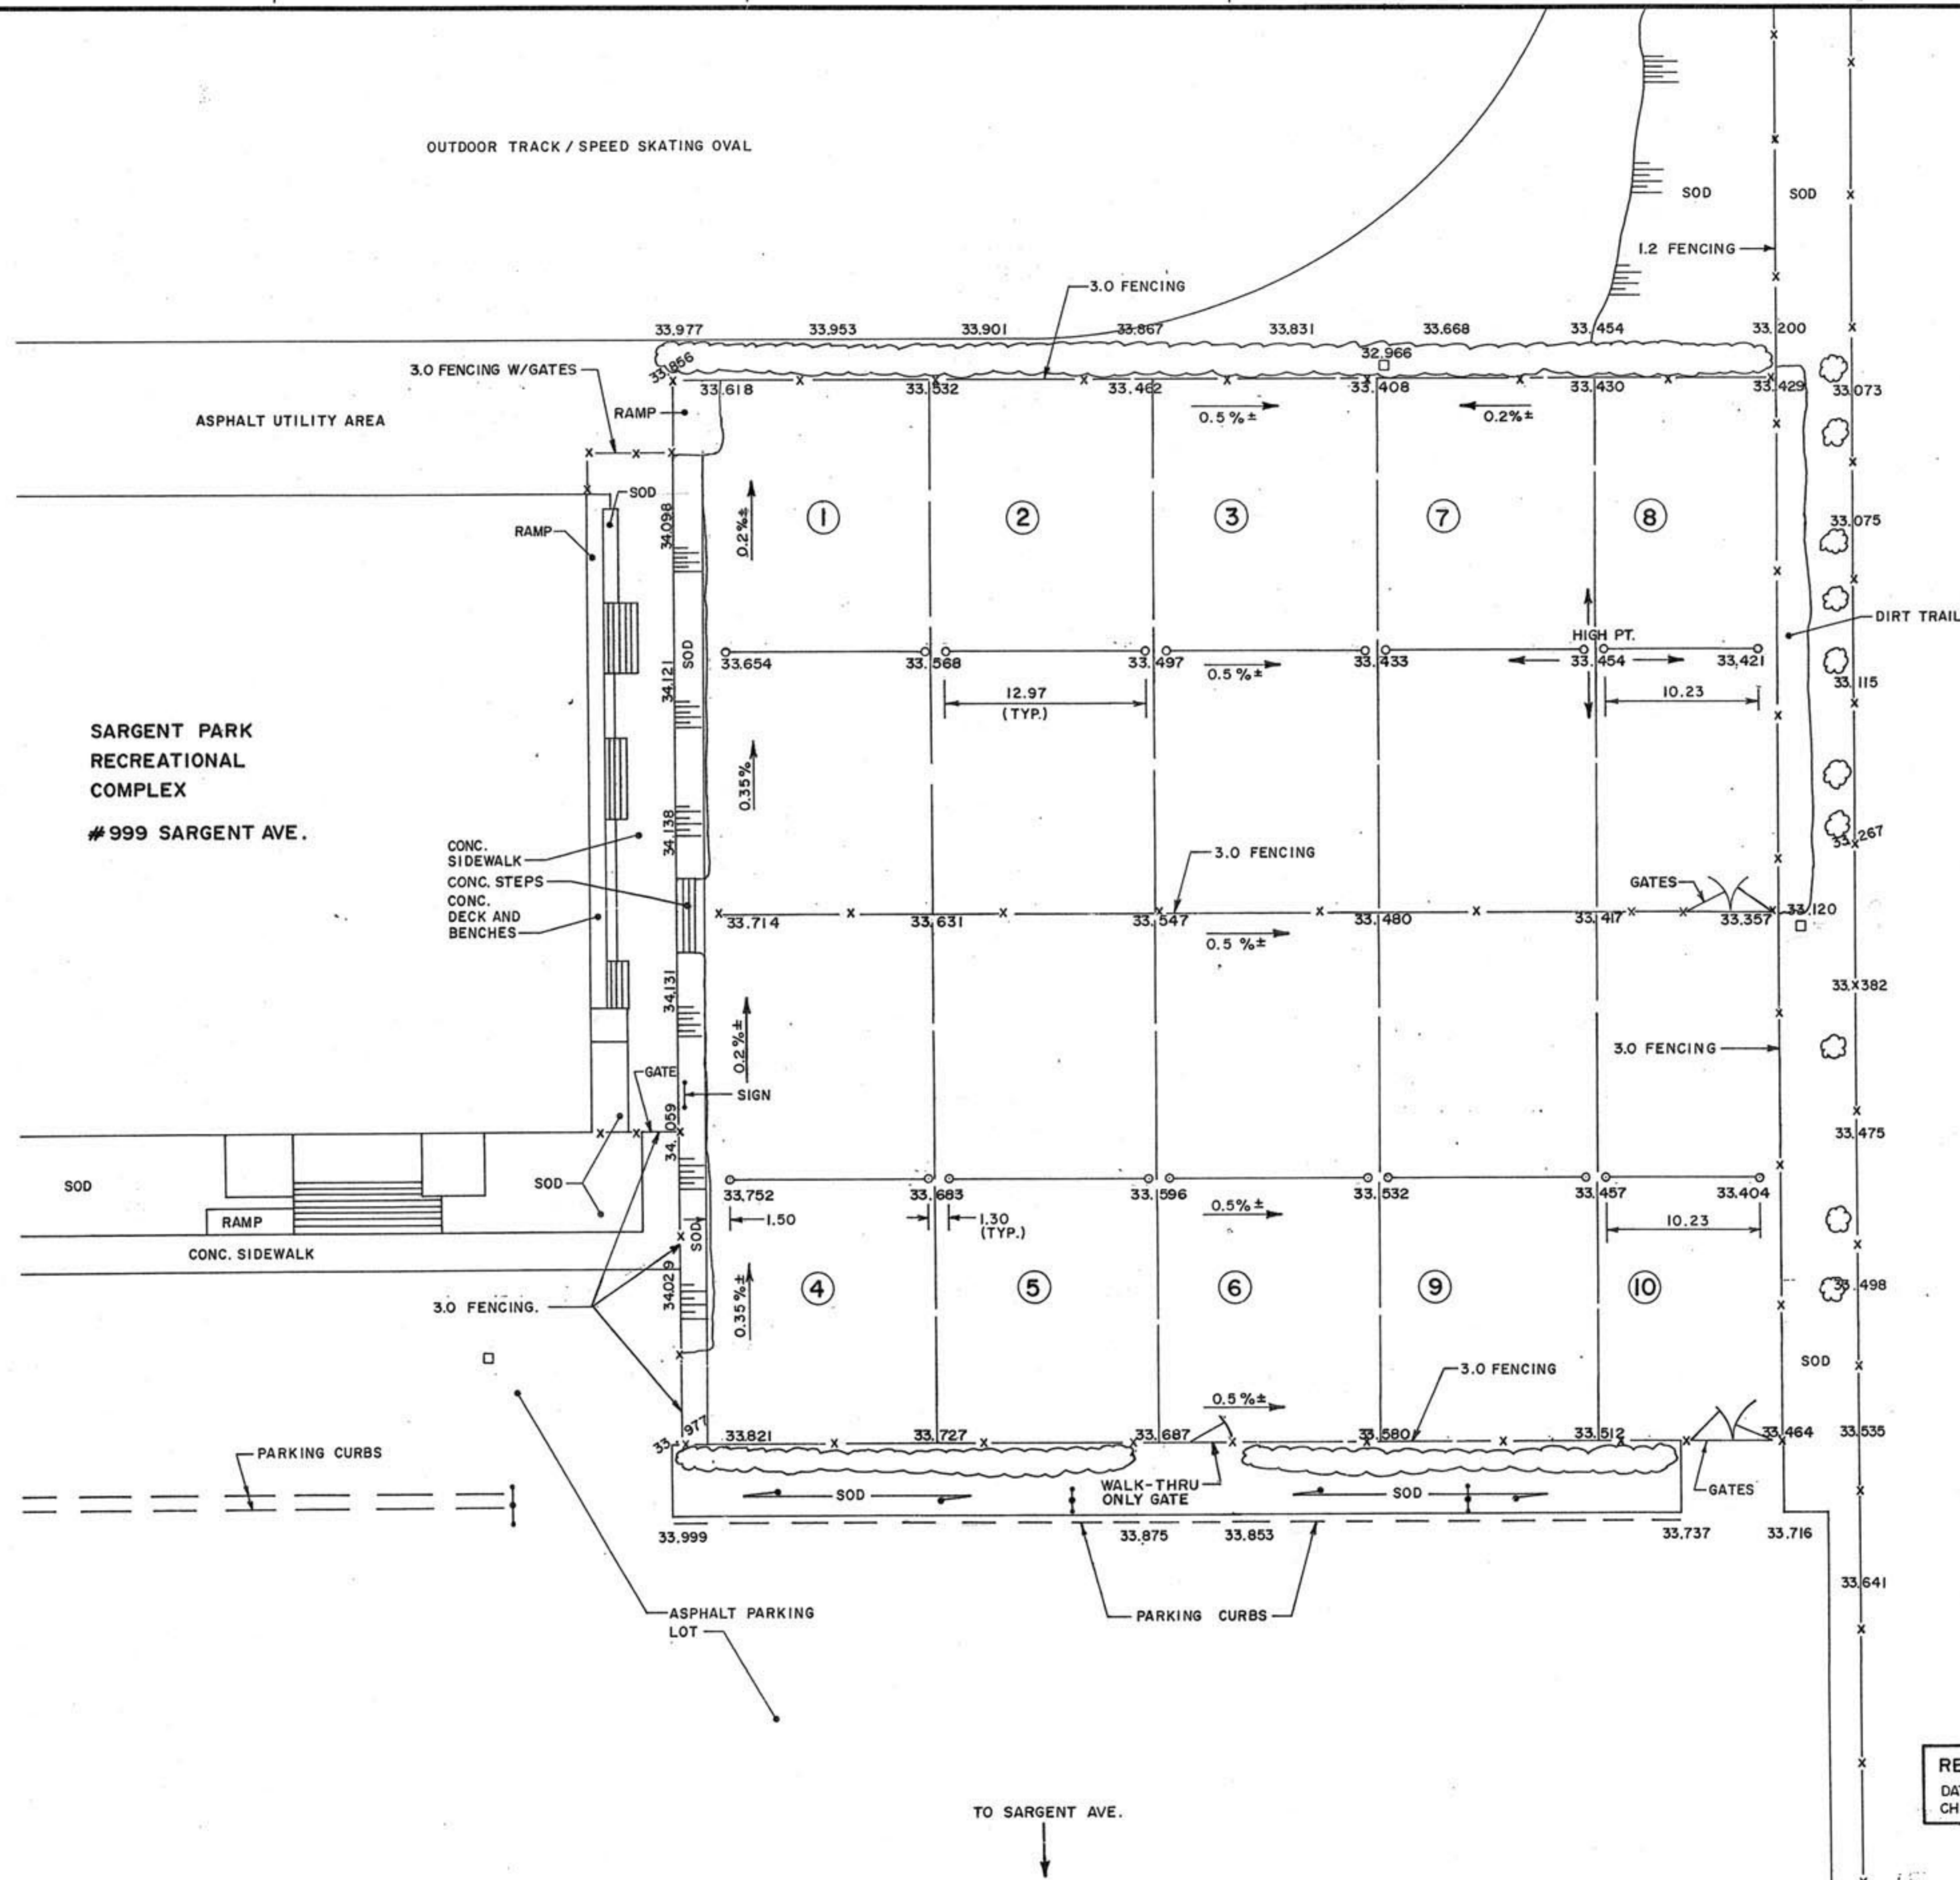 OUTDOOR TRACK / SPEED SKATING OVAL
SOD
SOD
1.2 FENCING
3.0 FENCING
33.977
33.953
33.901
33.867
33.831
33.668
33.454
33.200
33.856
32.966
3.0 FENCING W/GATES
33.618
33.532
33.462
33.408
33.430
33.429
33.073
RAMP
0.5%±
0.2%±
ASPHALT UTILITY AREA
SOD
RAMP
34.098
0.2%±
1
2
3
7
8
33.075
DIRT TRAIL
HIGH PT.
SOD
34.121
33.654
33.568
33.497
33.433
33.454
33.421
0.5%±
33.115
12.97
(TYP.)
10.23
SARGENT PARK
RECREATIONAL
COMPLEX
#999 SARGENT AVE.
0.35%
34.138
33.267
CONC.
SIDEWALK
CONC. STEPS
CONC.
DECK AND
BENCHES
3.0 FENCING
GATES
33.714
33.631
33.547
33.480
33.417
33.357
33.120
0.5%±
34.131
33.382
0.2%±
3.0 FENCING
GATE
SIGN
34.059
33.475
SOD
SOD
33.752
33.683
33.596
33.532
33.457
33.404
1.50
1.30
(TYP.)
0.5%±
10.23
RAMP
SOD
CONC. SIDEWALK
34.029
0.35%±
3.0 FENCING.
4
5
6
9
10
33.498
SOD
3.0 FENCING
0.5%±
33.977
33.821
33.727
33.687
33.580
33.512
33.464
33.535
PARKING CURBS
SOD
WALK-THRU
ONLY GATE
SOD
GATES
33.999
33.875
33.853
33.737
33.716
33.641
ASPHALT PARKING
LOT
PARKING CURBS
TO SARGENT AVE.
RE
DA
CH